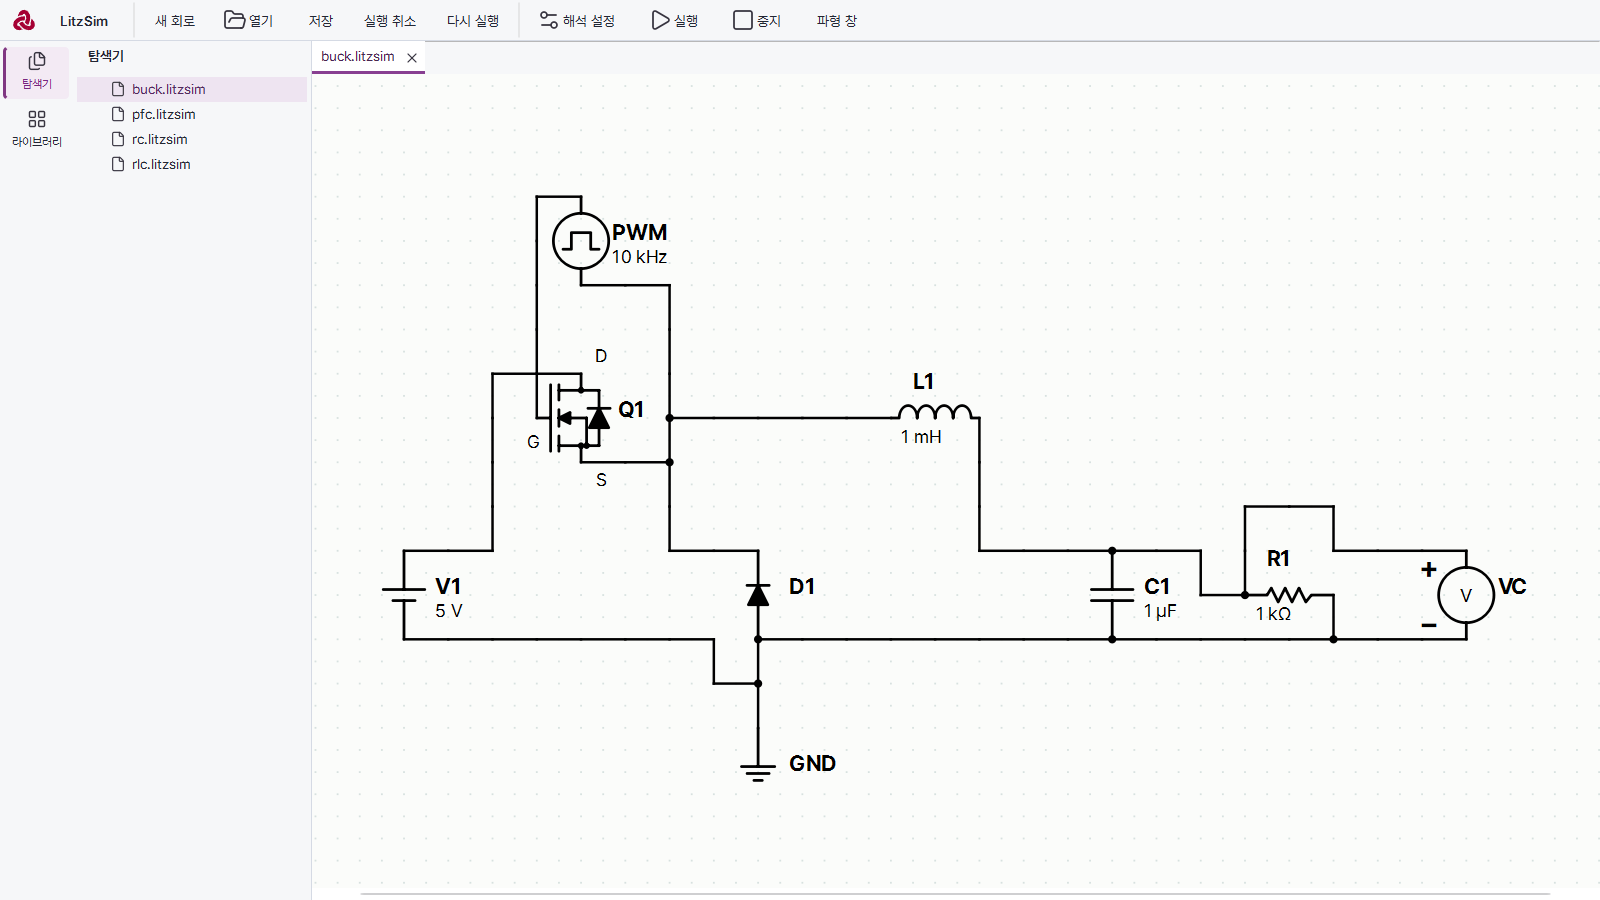 LitzSim
새 회로
열기
저장
실행 취소
다시 실행
해석 설정
실행
중지
파형 창
탐색기
라이브러리
탐색기
buck.litzsim
pfc.litzsim
rc.litzsim
rlc.litzsim
buck.litzsim
PWM
10 kHz
D
Q1
G
S
L1
1 mH
V1
5 V
D1
C1
1 µF
R1
1 kΩ
+
V
VC
−
GND